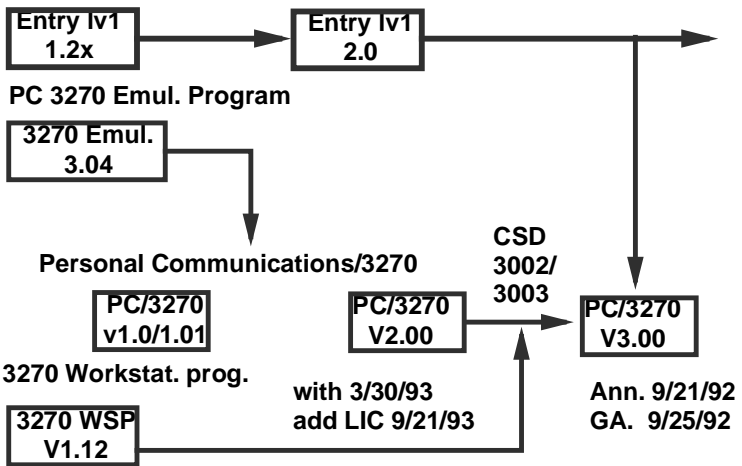 Entry lv1
1.2x
Entry lv1
2.0
PC 3270 Emul. Program
3270 Emul.
3.04
CSD
3002/
3003
Personal Communications/3270
PC/3270
v1.0/1.01
PC/3270
V2.00
PC/3270
V3.00
3270 Workstat. prog.
with 3/30/93
add LIC 9/21/93
Ann. 9/21/92
GA. 9/25/92
3270 WSP
V1.12